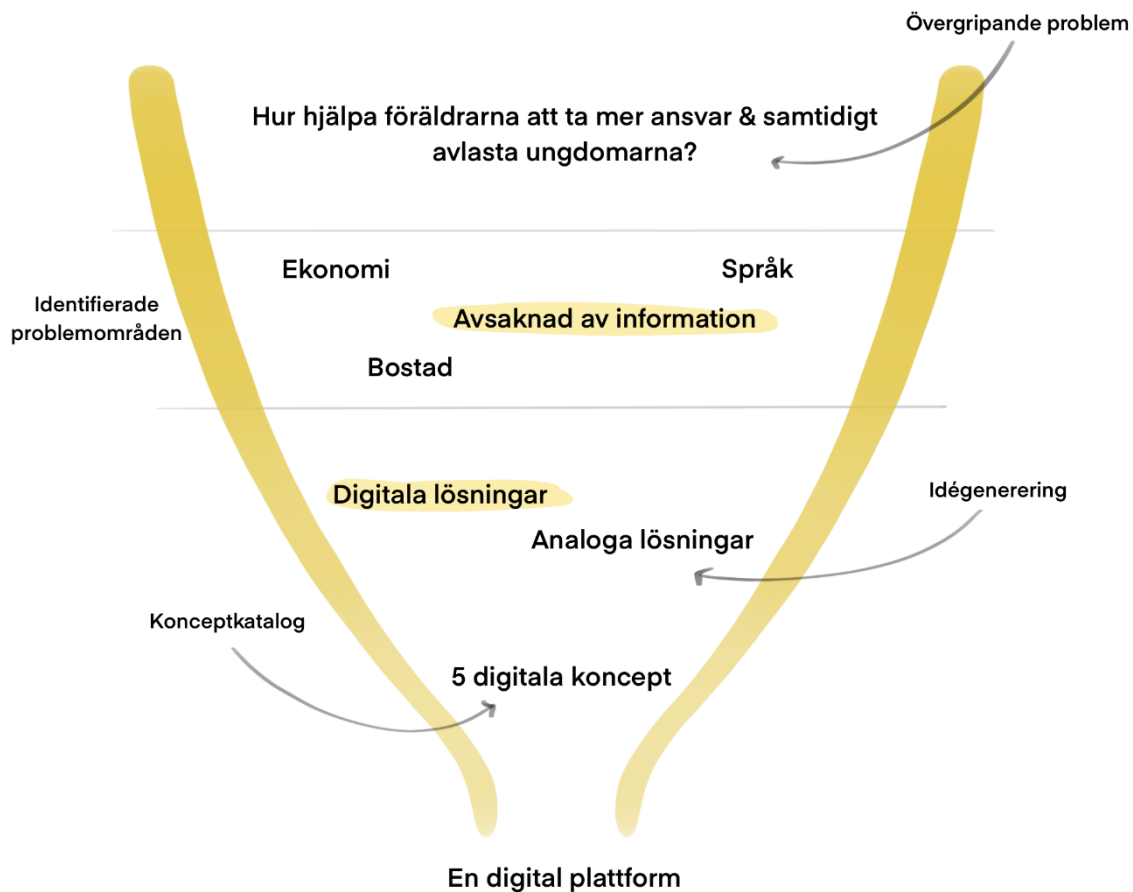 Övergripande problem
Hur hjälpa föräldrarna att ta mer ansvar & samtidigt
avlasta ungdomarna?
Ekonomi
Språk
Identifierade
problemområden
Avsaknad av information
Bostad
Digitala lösningar
Idégenerering
Analoga lösningar
Konceptkatalog
5 digitala koncept
En digital plattform